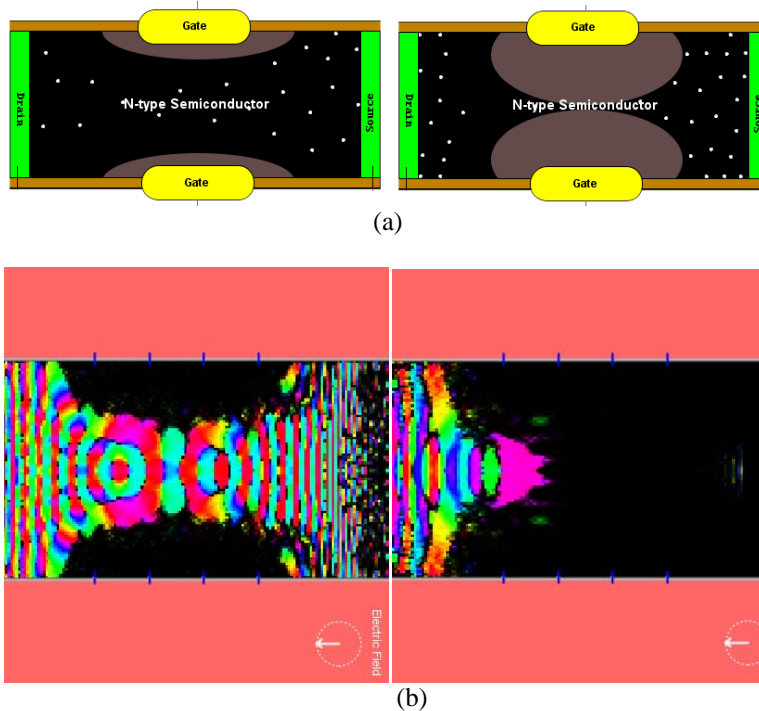 Gate
Drain
N-type Semiconductor
Source
Gate
Gate
Drain
N-type Semiconductor
Source
Gate
(a)
Electric Field
(b)